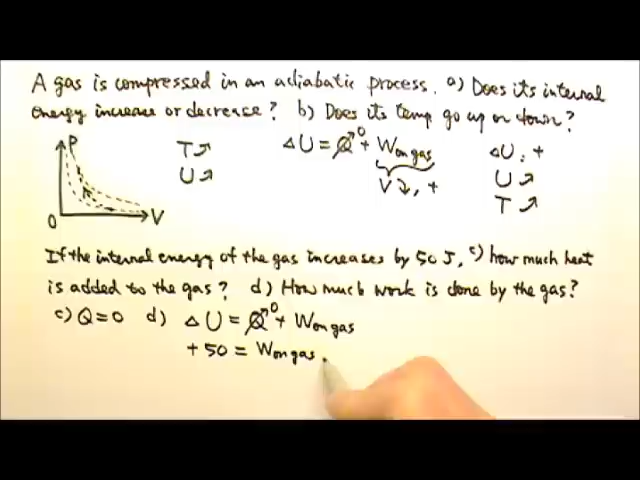 A gas is compressed in an adiabatic process. a) Does its internal
energy increase or decrease? b) Does its temp go up or down?
P
V
O
T↗
U↗
ΔU = Q↗0 + Won gas
V↘, +
ΔU: +
U↗
T↗
If the internal energy of the gas increases by 50 J, c) how much heat
is added to the gas? d) How much work is done by the gas?
c) Q=0 d) ΔU = Q↗0 + Won gas
+50 = Won gas